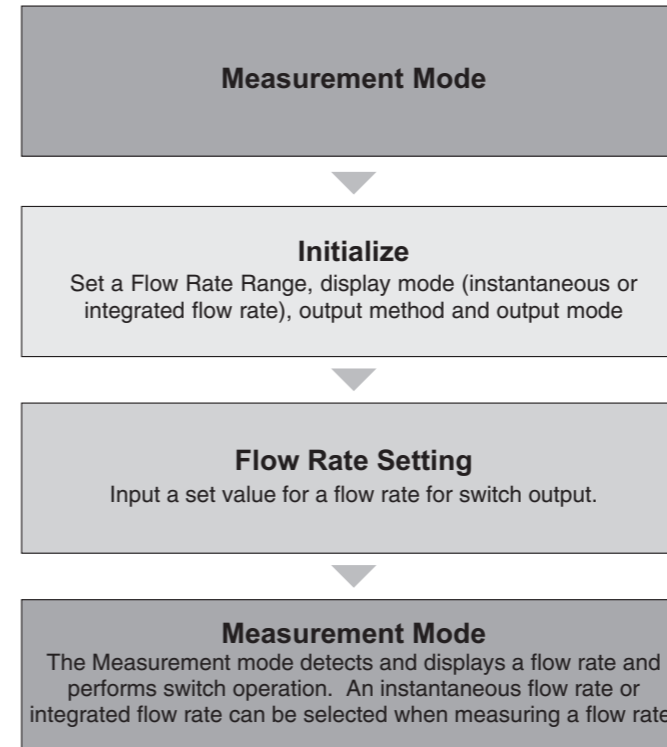 Measurement Mode
Initialize
Set a Flow Rate Range, display mode (instantaneous or
integrated flow rate), output method and output mode
Flow Rate Setting
Input a set value for a flow rate for switch output.
Measurement Mode
The Measurement mode detects and displays a flow rate and
performs switch operation. An instantaneous flow rate or
integrated flow rate can be selected when measuring a flow rate